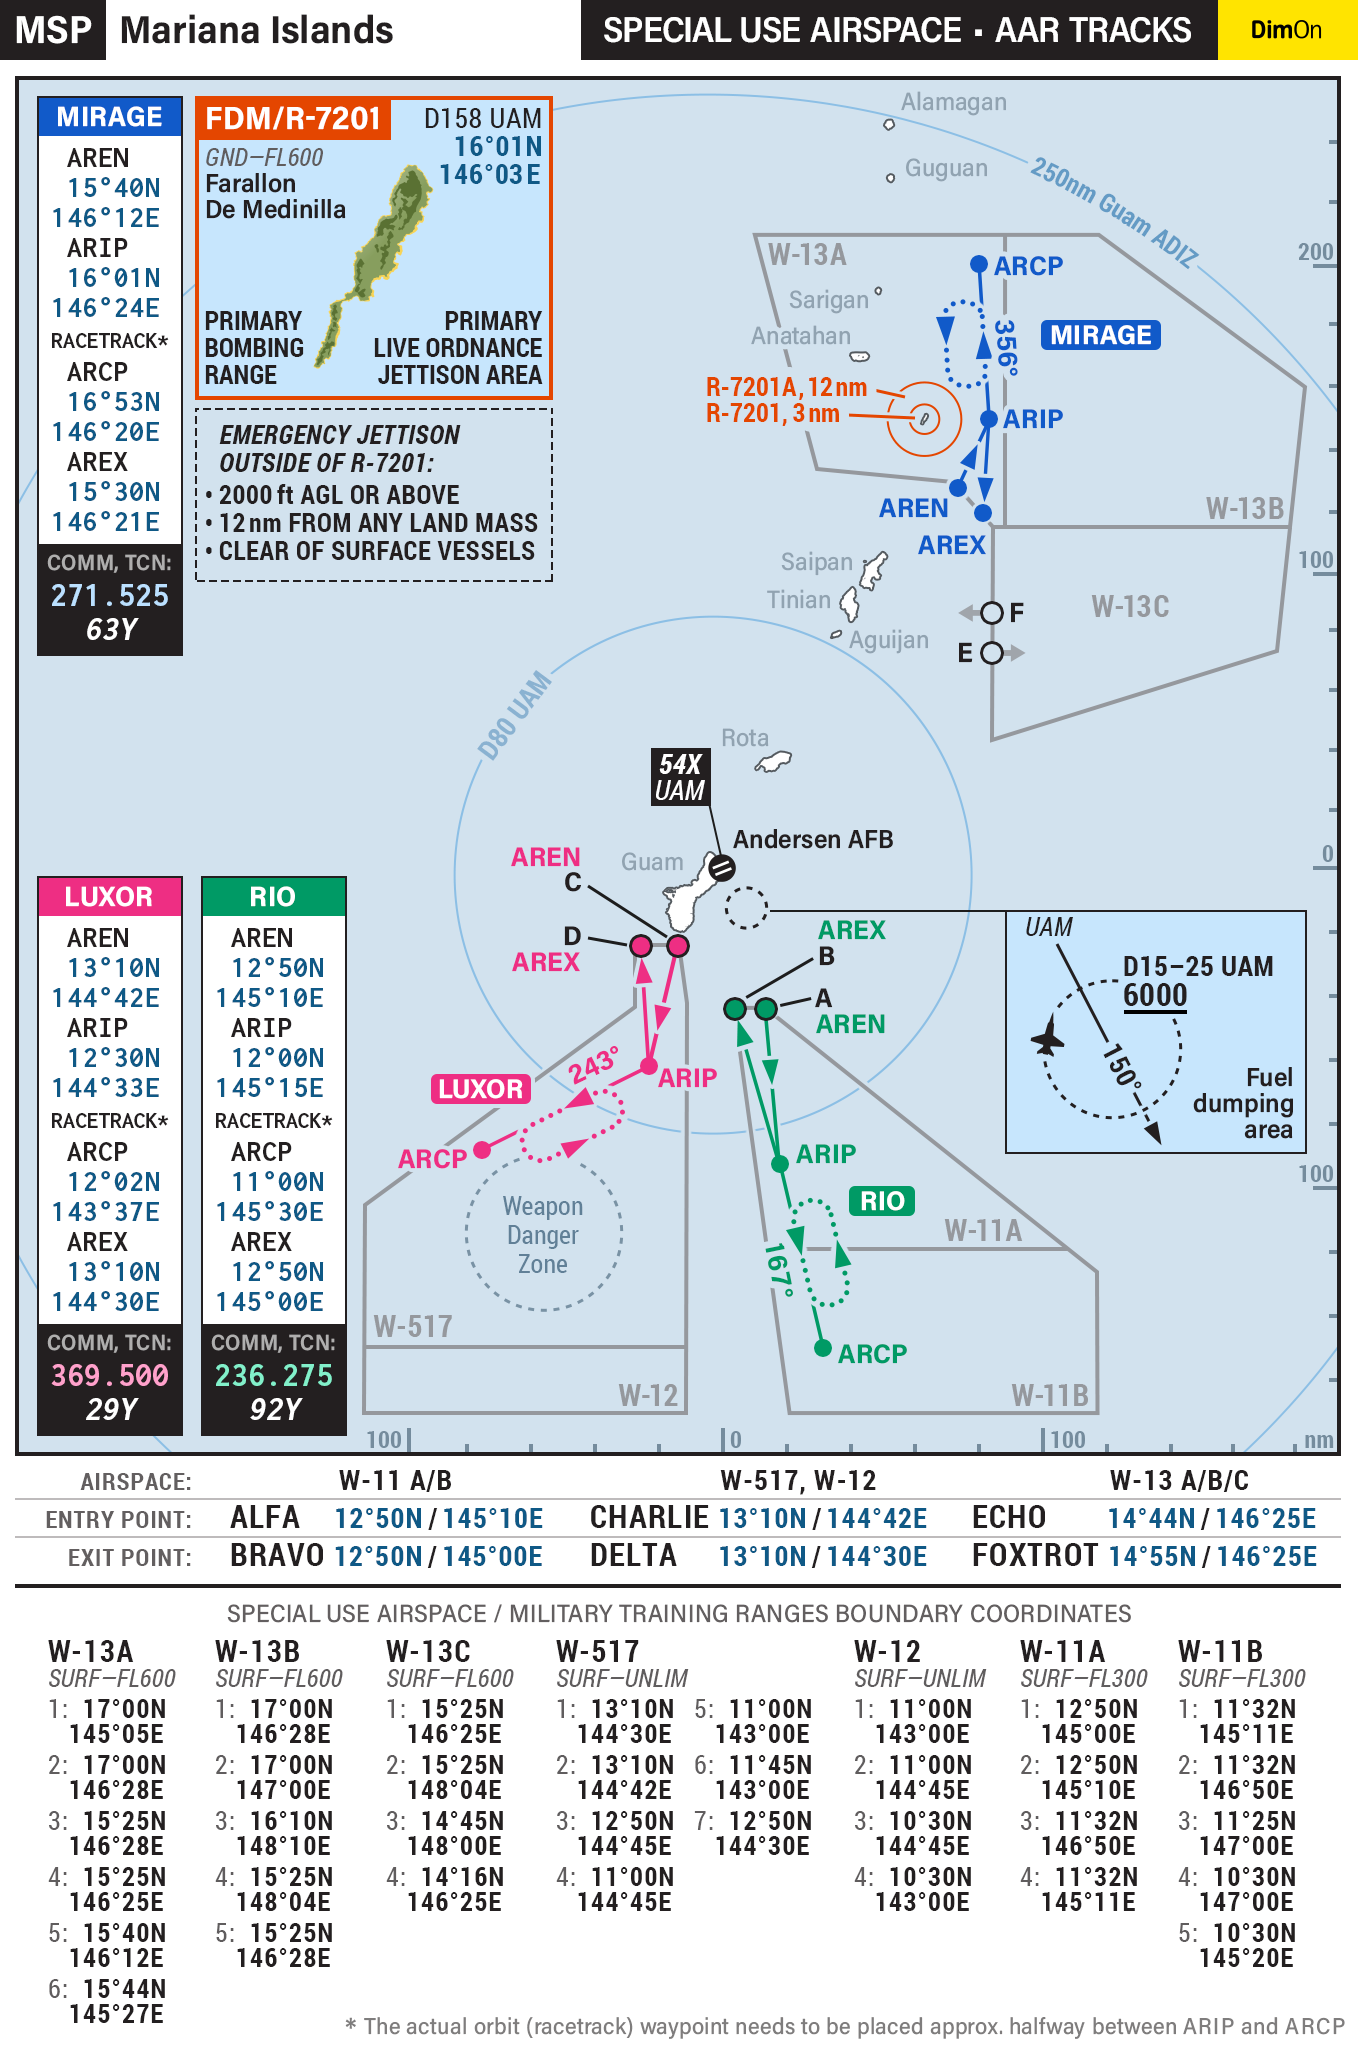 MSP Mariana Islands
SPECIAL USE AIRSPACE · AAR TRACKS
DimOn
MIRAGE
AREN
15°40N
146°12E
ARIP
16°01N
146°24E
RACETRACK*
ARCP
16°53N
146°20E
AREX
15°30N
146°21E
COMM, TCN:
271.525
63Y
FDM/R-7201
D158 UAM
16°01N
146°03E
GND–FL600
Farallon
De Medinilla
PRIMARY
BOMBING
RANGE
PRIMARY
LIVE ORDNANCE
JETTISON AREA
EMERGENCY JETTISON
OUTSIDE OF R-7201:
• 2000 ft AGL OR ABOVE
• 12 nm FROM ANY LAND MASS
• CLEAR OF SURFACE VESSELS
Alamagan
Guguan
250nm Guam ADIZ
W-13A
ARCP
200
Sarigan
Anatahan
356°
MIRAGE
R-7201A, 12 nm
R-7201, 3 nm
ARIP
AREN
AREX
W-13B
Saipan
100
Tinian
W-13C
F
Aguijan
E
D80 UAM
Rota
54X
UAM
Andersen AFB
0
AREN
C
Guam
D
AREX
AREX
B
A
AREN
UAM
D15–25 UAM
6000
150°
Fuel
dumping
area
LUXOR
243°
ARIP
ARCP
ARIP
100
RIO
Weapon
Danger
Zone
167°
W-11A
W-517
ARCP
W-12
W-11B
100
0
100
nm
LUXOR
AREN
13°10N
144°42E
ARIP
12°30N
144°33E
RACETRACK*
ARCP
12°02N
143°37E
AREX
13°10N
144°30E
COMM, TCN:
369.500
29Y
RIO
AREN
12°50N
145°10E
ARIP
12°00N
145°15E
RACETRACK*
ARCP
11°00N
145°30E
AREX
12°50N
145°00E
COMM, TCN:
236.275
92Y
AIRSPACE: W-11 A/B W-517, W-12 W-13 A/B/C
ENTRY POINT: ALFA 12°50N / 145°10E CHARLIE 13°10N / 144°42E ECHO 14°44N / 146°25E
EXIT POINT: BRAVO 12°50N / 145°00E DELTA 13°10N / 144°30E FOXTROT 14°55N / 146°25E
SPECIAL USE AIRSPACE / MILITARY TRAINING RANGES BOUNDARY COORDINATES
W-13A
SURF–FL600
1: 17°00N
145°05E
2: 17°00N
146°28E
3: 15°25N
146°28E
4: 15°25N
146°25E
5: 15°40N
146°12E
6: 15°44N
145°27E
W-13B
SURF–FL600
1: 17°00N
146°28E
2: 17°00N
147°00E
3: 16°10N
148°10E
4: 15°25N
148°04E
5: 15°25N
146°28E
W-13C
SURF–FL600
1: 15°25N
146°25E
2: 15°25N
148°04E
3: 14°45N
148°00E
4: 14°16N
146°25E
W-517
SURF–UNLIM
1: 13°10N
144°30E
2: 13°10N
144°42E
3: 12°50N
144°45E
4: 11°00N
144°45E
5: 11°00N
143°00E
6: 11°45N
143°00E
7: 12°50N
144°30E
W-12
SURF–UNLIM
1: 11°00N
143°00E
2: 11°00N
144°45E
3: 10°30N
144°45E
4: 10°30N
143°00E
W-11A
SURF–FL300
1: 12°50N
145°00E
2: 12°50N
145°10E
3: 11°32N
146°50E
4: 11°32N
145°11E
W-11B
SURF–FL300
1: 11°32N
145°11E
2: 11°32N
146°50E
3: 11°25N
147°00E
4: 10°30N
147°00E
5: 10°30N
145°20E
* The actual orbit (racetrack) waypoint needs to be placed approx. halfway between ARIP and ARCP